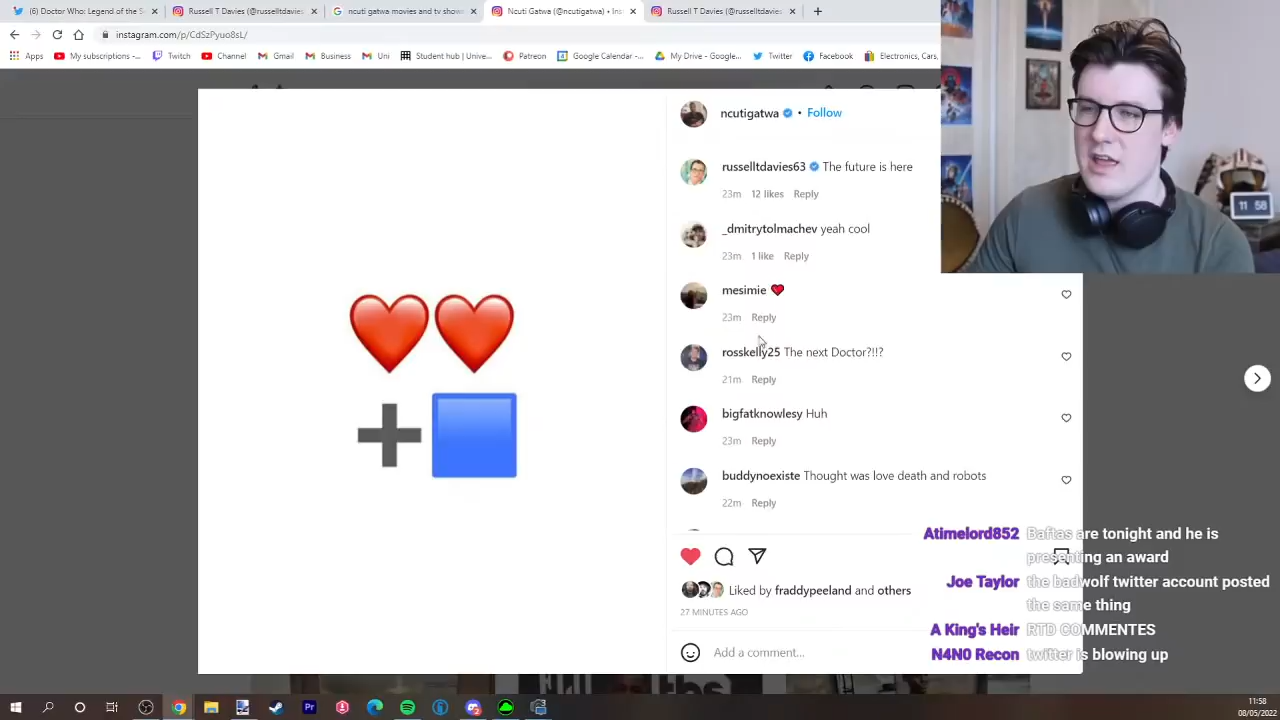 (6) Doctor Who: Legend of the S
Russell T Davies (@russelltdavies
ncuti gatwa movies and tv shows
Ncuti Gatwa (@ncutigatwa) • Ins
Russell T Davies (@russelltdavies
instagram.com/p/CdSzPyuo8sL/
Apps
My subscriptions -...
Twitch
Channel
Gmail
Business
Uni
Student hub | Unive...
Patreon
Google Calendar -...
My Drive - Google...
Twitter
Facebook
Electronics, Cars,
ncutigatwa • Follow
russelltdavies63 The future is here
23m 12 likes Reply
_dmitrytolmachev yeah cool
23m 1 like Reply
mesimie ❤️
23m Reply
rosskelly25 The next Doctor?!!?
21m Reply
bigfatknowlesy Huh
23m Reply
buddynoexiste Thought was love death and robots
22m Reply
Liked by fraddypeeland and others
27 MINUTES AGO
Add a comment...
11 58
Atimelord852 Baftas are tonight and he is
presenting an award
Joe Taylor the badwolf twitter account posted
the same thing
A King's Heir RTD COMMENTES
N4N0 Recon twitter is blowing up
11:58
08/05/2022